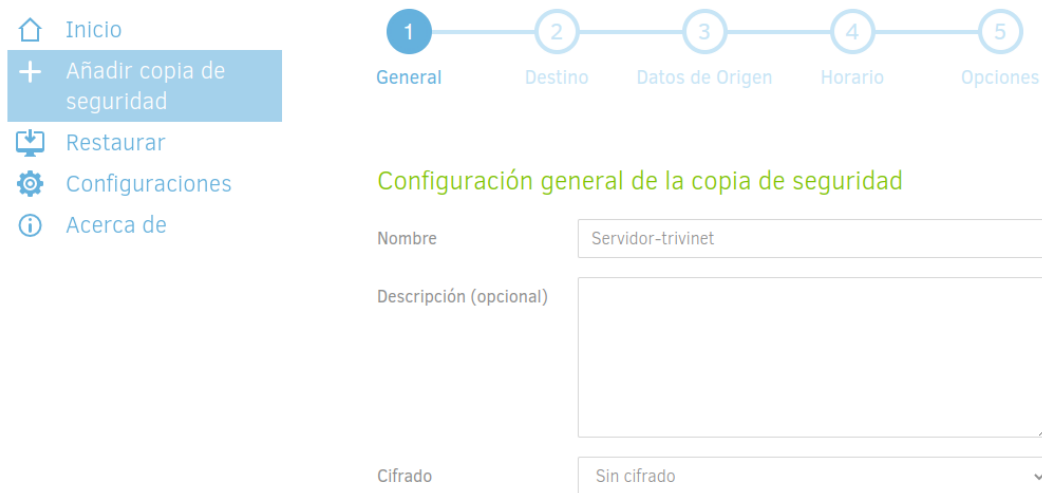 Inicio
Añadir copia de
seguridad
Restaurar
Configuraciones
Acerca de
1 2 3 4 5
General Destino Datos de Origen Horario Opciones
Configuración general de la copia de seguridad
Nombre Servidor-trivinet
Descripción (opcional)
Cifrado Sin cifrado